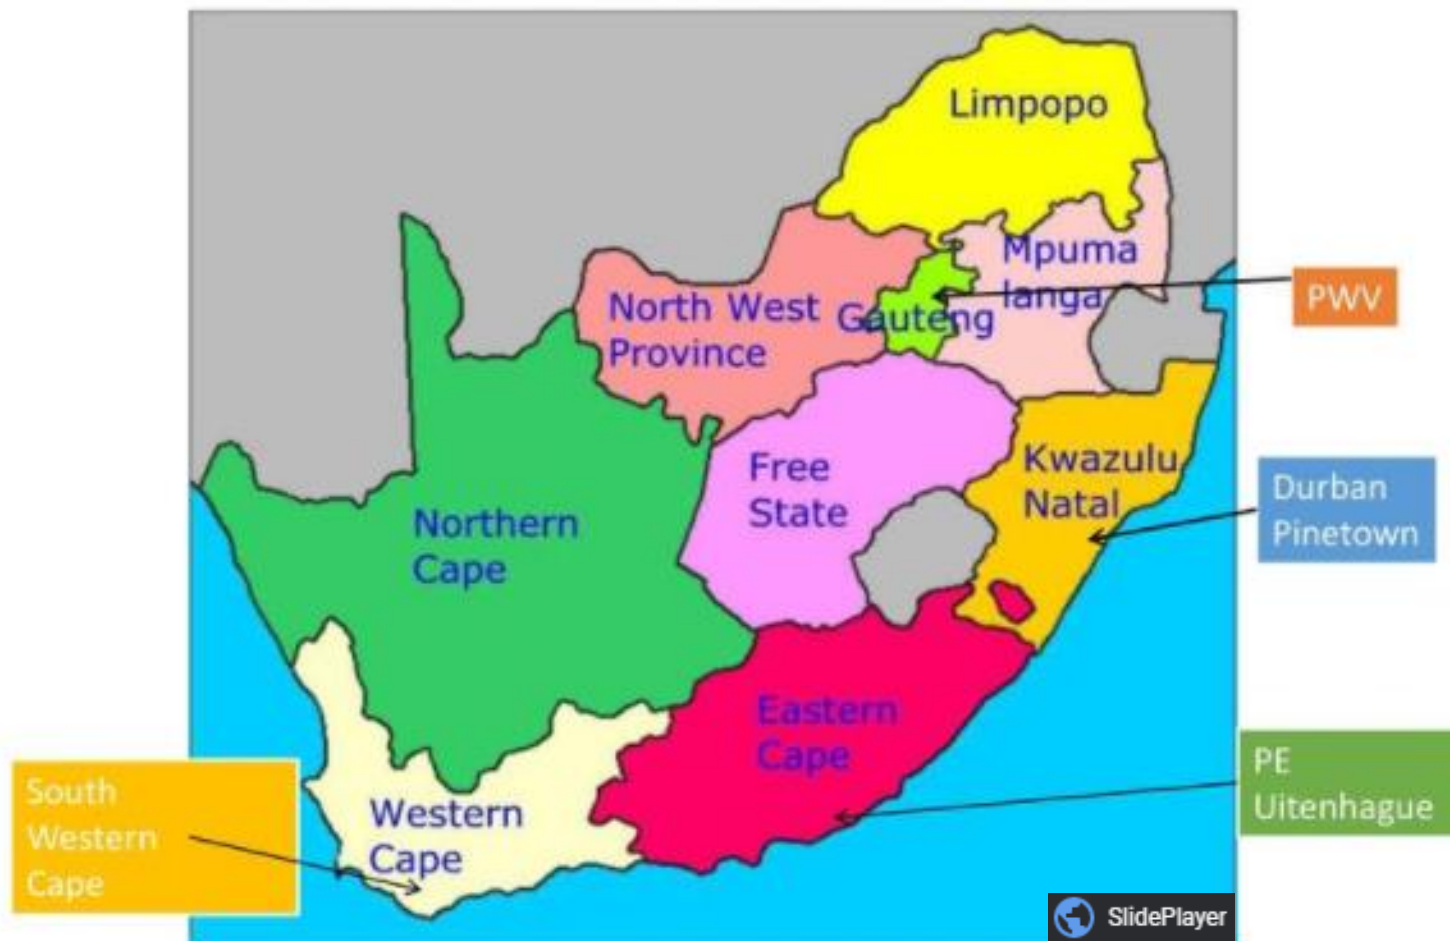 Limpopo
Mpuma
langa
PWV
North West
Province
Gauteng
Free
State
Kwazulu
Natal
Durban
Pinetown
Northern
Cape
Eastern
Cape
PE
Uitenhague
South
Western
Cape
Western
Cape
SlidePlayer